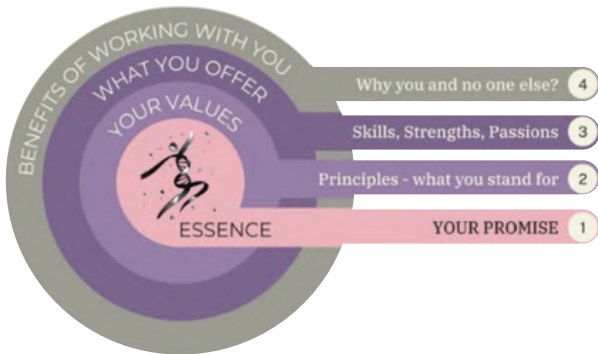 BENEFITS OF WORKING WITH YOU
WHAT YOU OFFER
YOUR VALUES
ESSENCE
Why you and no one else? 4
Skills, Strengths, Passions 3
Principles - what you stand for 2
YOUR PROMISE 1